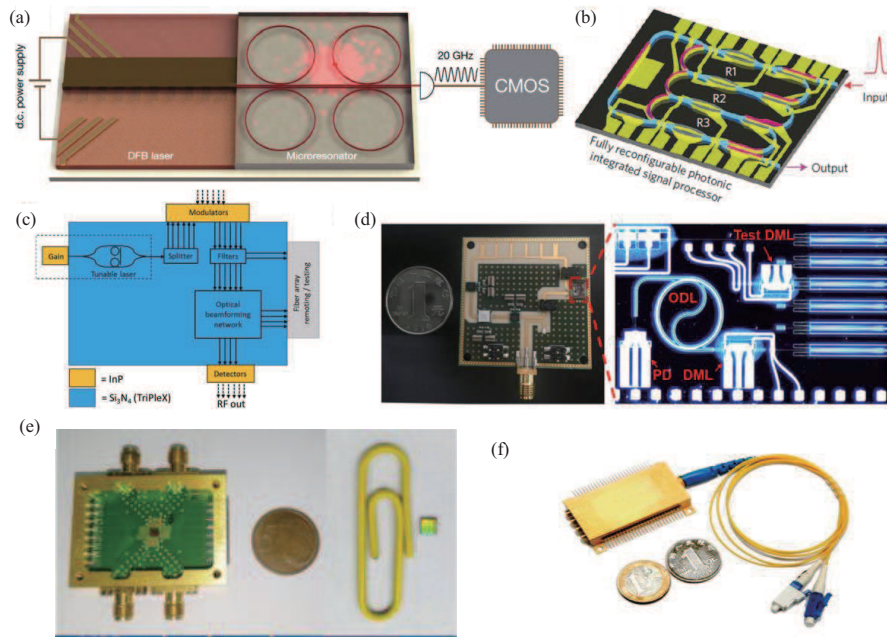 (a)
d.c. power supply
DFB laser
Microresonator
20 GHz
CMOS
(b)
R1
R2
R3
Input
Output
Fully reconfigurable photonic
integrated signal processor
(c)
Modulators
Gain
Tunable laser
Splitter
Filters
Optical
beamforming
network
Fiber array
remoting / testing
Detectors
RF out
= InP
= Si₃N₄ (TriPleX)
(d)
Test DML
ODL
PD
DML
(e)
(f)